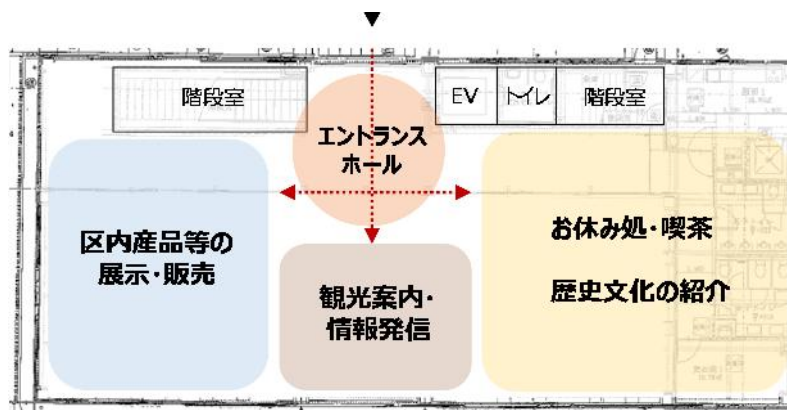 階段室
EV
トイレ
階段室
エントランス
ホール
区内産品等の
展示・販売
観光案内・
情報発信
お休み処・喫茶
歴史文化の紹介